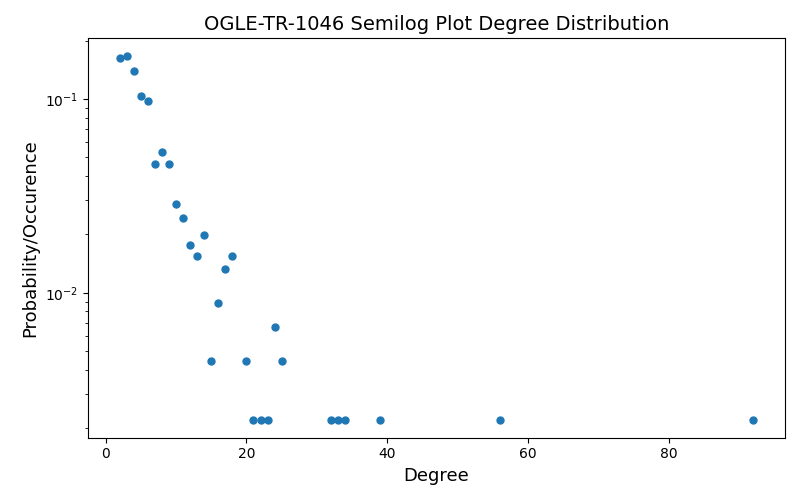 OGLE-TR-1046 Semilog Plot Degree Distribution
Probability/Occurence
10⁻¹
10⁻²
0 20 40 60 80
Degree